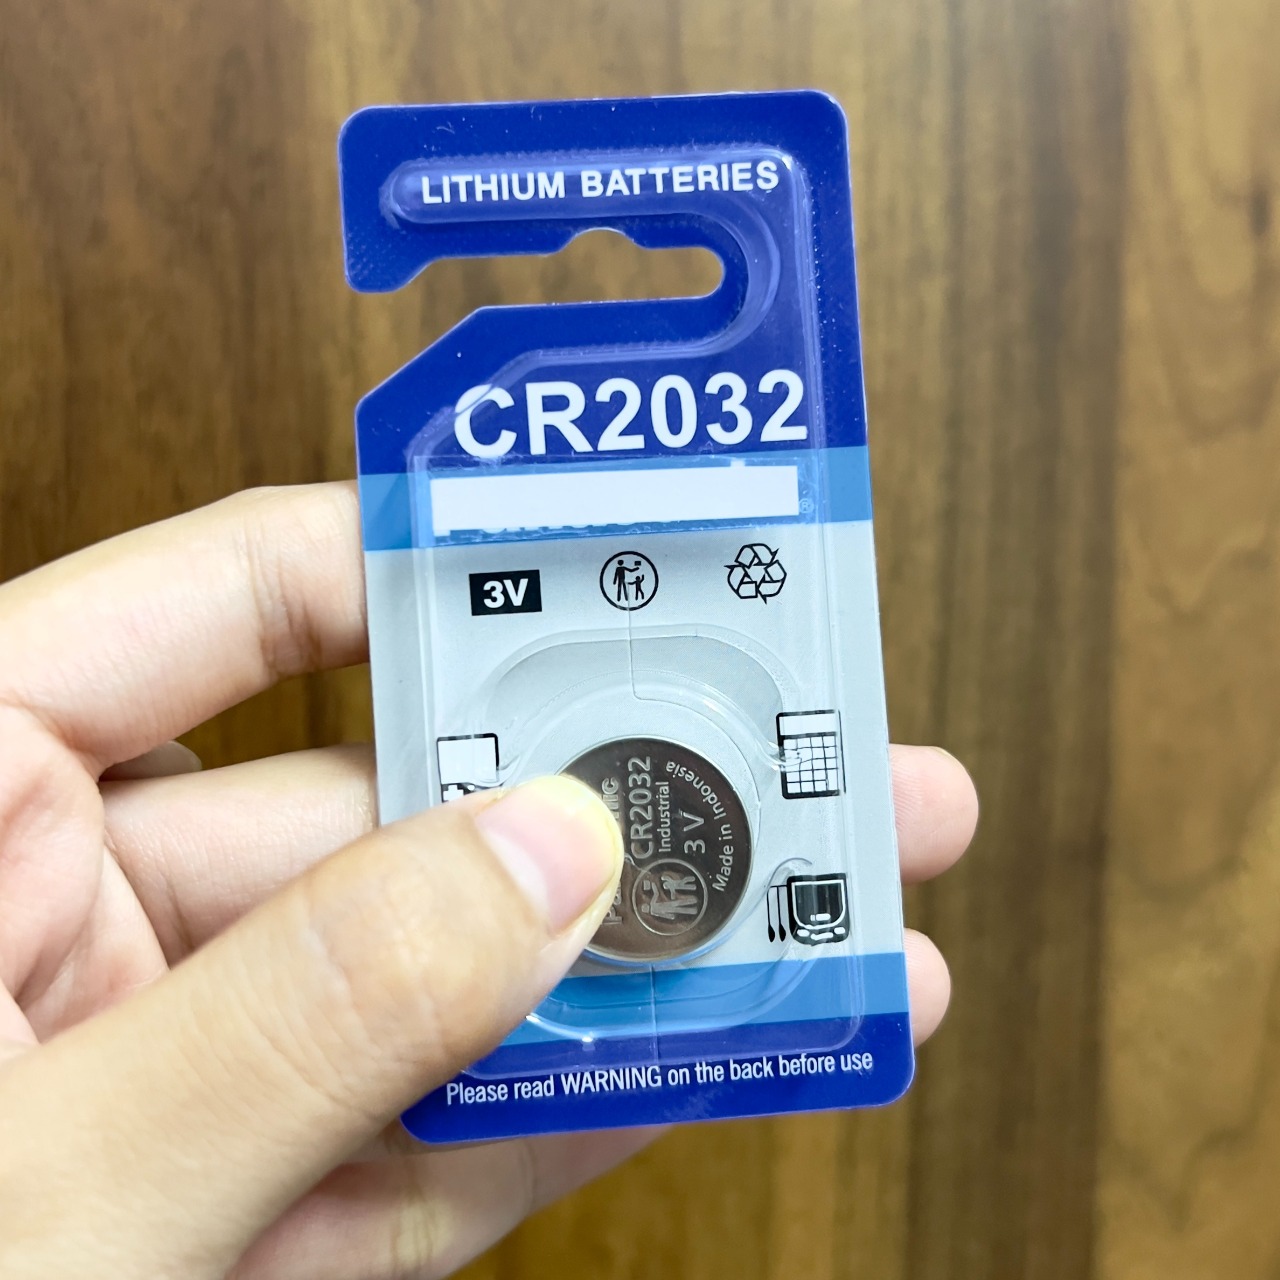 LITHIUM BATTERIES
CR2032
®
3V
CR2032
Industrial
3 V
Made in Indonesia
Please read WARNING on the back before use